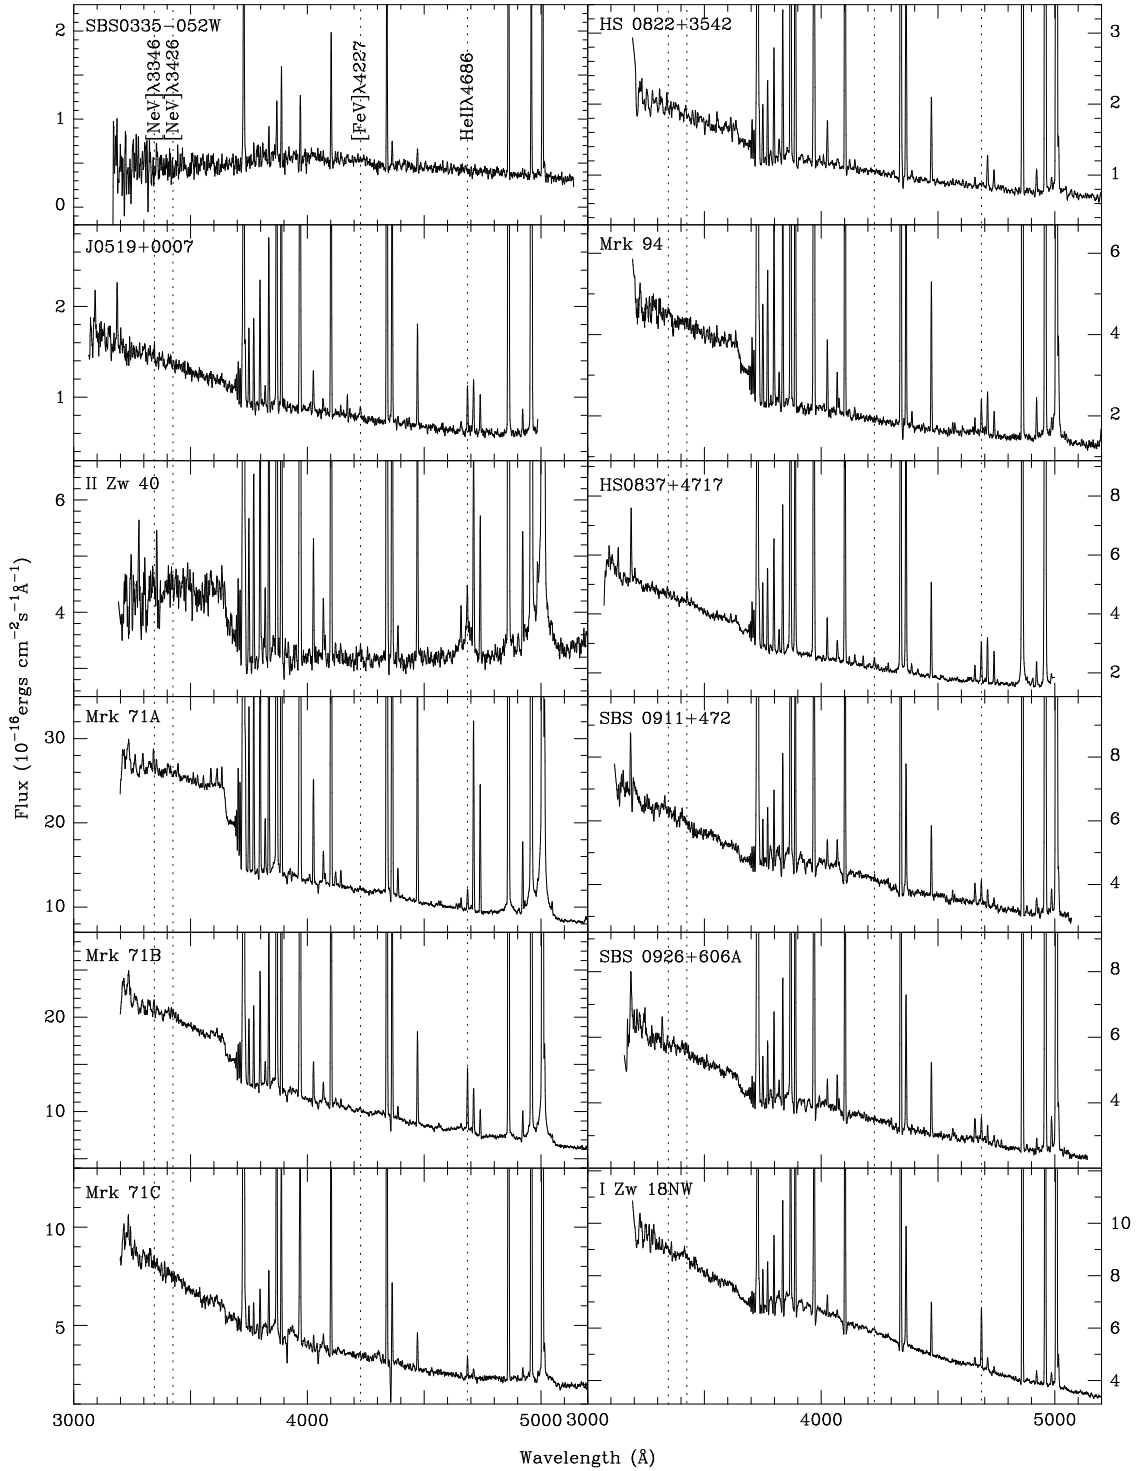 SBS0335−052W
[NeV]λ3346
[NeV]λ3426
[FeV]λ4227
HeIIλ4686
2
1
0
HS 0822+3542
3
2
1
J0519+0007
2
1
Mrk 94
6
4
2
II Zw 40
6
4
HS0837+4717
8
6
4
2
Mrk 71A
30
20
10
SBS 0911+472
8
6
4
Mrk 71B
20
10
SBS 0926+606A
8
6
4
Mrk 71C
10
5
I Zw 18NW
10
8
6
4
Flux (10⁻¹⁶ergs cm⁻²s⁻¹Å⁻¹)
3000 4000 5000 3000 4000 5000
Wavelength (Å)